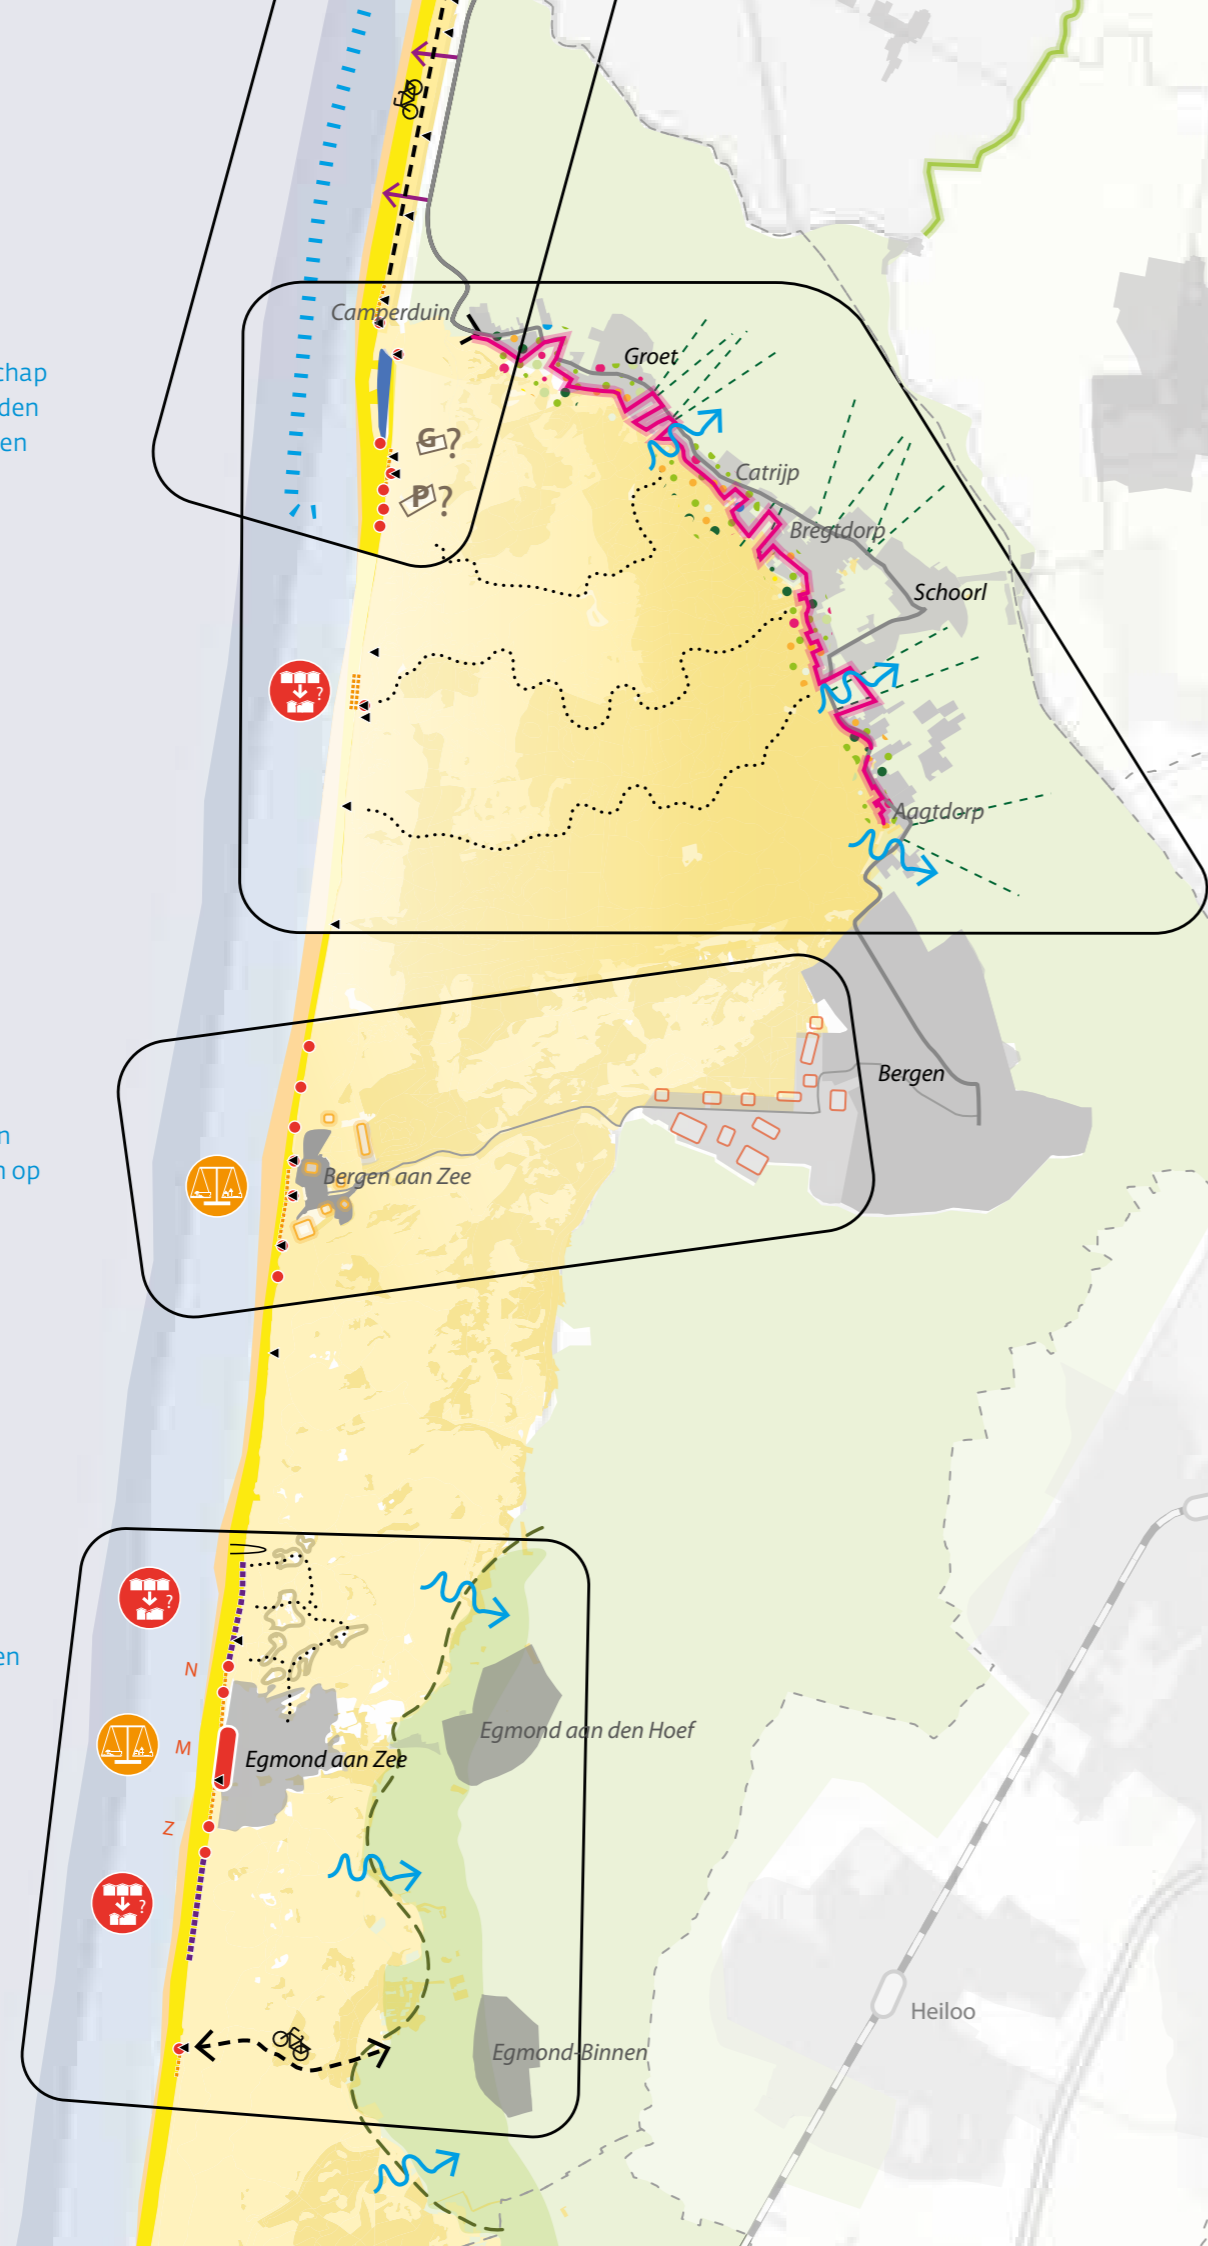 Camperduin
Groet
chap
den
en
G ?
P ?
Catrijp
Bregtdorp
Schoorl
?
Aagtdorp
Bergen
n
n op
Bergen aan Zee
?
en
N
M
Egmond aan den Hoef
Egmond aan Zee
Z
?
Heiloo
Egmond-Binnen